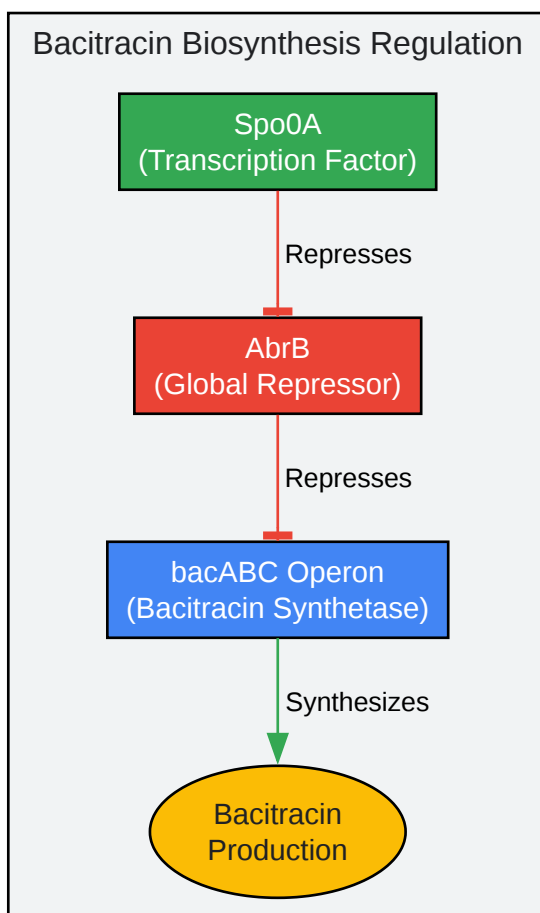 Bacitracin Biosynthesis Regulation
Spo0A
(Transcription Factor)
Represses
AbrB
(Global Repressor)
Represses
bacABC Operon
(Bacitracin Synthetase)
Synthesizes
Bacitracin
Production